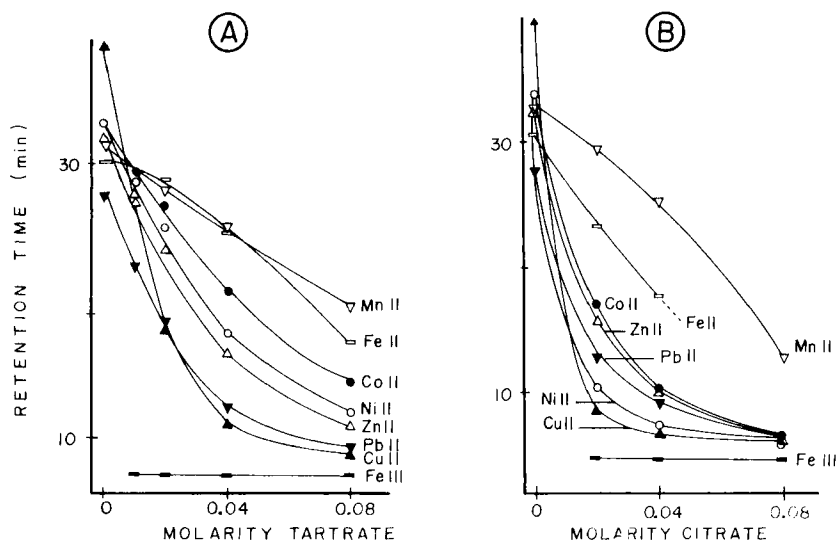 A
B
RETENTION TIME (min)
30
10
Mn II
Fe II
Co II
Ni II
Zn II
Pb II
Cu II
Fe III
0 0.04 0.08
MOLARITY TARTRATE
30
10
Co II
Zn II
Fe II
Pb II
Mn II
Ni II
Cu II
Fe III
0 0.04 0.08
MOLARITY CITRATE